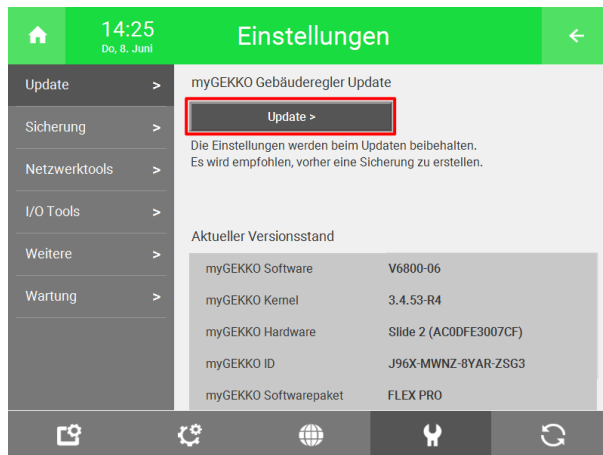 14:25
Do, 8. Juni
Einstellungen
Update >
Sicherung >
Netzwerktools >
I/O Tools >
Weitere >
Wartung >
myGEKKO Gebäuderegler Update
Update >
Die Einstellungen werden beim Updaten beibehalten.
Es wird empfohlen, vorher eine Sicherung zu erstellen.
Aktueller Versionsstand
myGEKKO Software V6800-06
myGEKKO Kernel 3.4.53-R4
myGEKKO Hardware Slide 2 (AC0DFE3007CF)
myGEKKO ID J96X-MWNZ-8YAR-ZSG3
myGEKKO Softwarepaket FLEX PRO